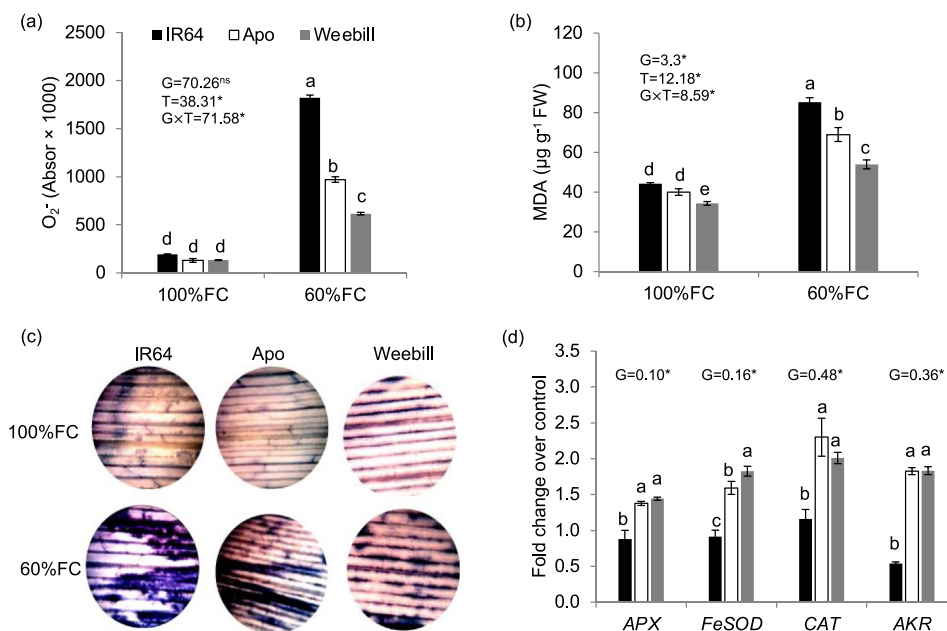 (a)
2500
2000
1500
1000
500
0
O₂- (Absor × 1000)
IR64 Apo Weebill
G=70.26ⁿˢ
T=38.31*
G×T=71.58*
a
b
c
d d d
100%FC 60%FC
(b)
120
100
80
60
40
20
0
MDA (µg g⁻¹ FW)
G=3.3*
T=12.18*
G×T=8.59*
a
b
c
d d e
100%FC 60%FC
(c)
IR64 Apo Weebill
100%FC
60%FC
(d)
3.5
3.0
2.5
2.0
1.5
1.0
0.5
0.0
Fold change over control
G=0.10* G=0.16* G=0.48* G=0.36*
b a a
c b a
b a a
b a a
APX FeSOD CAT AKR